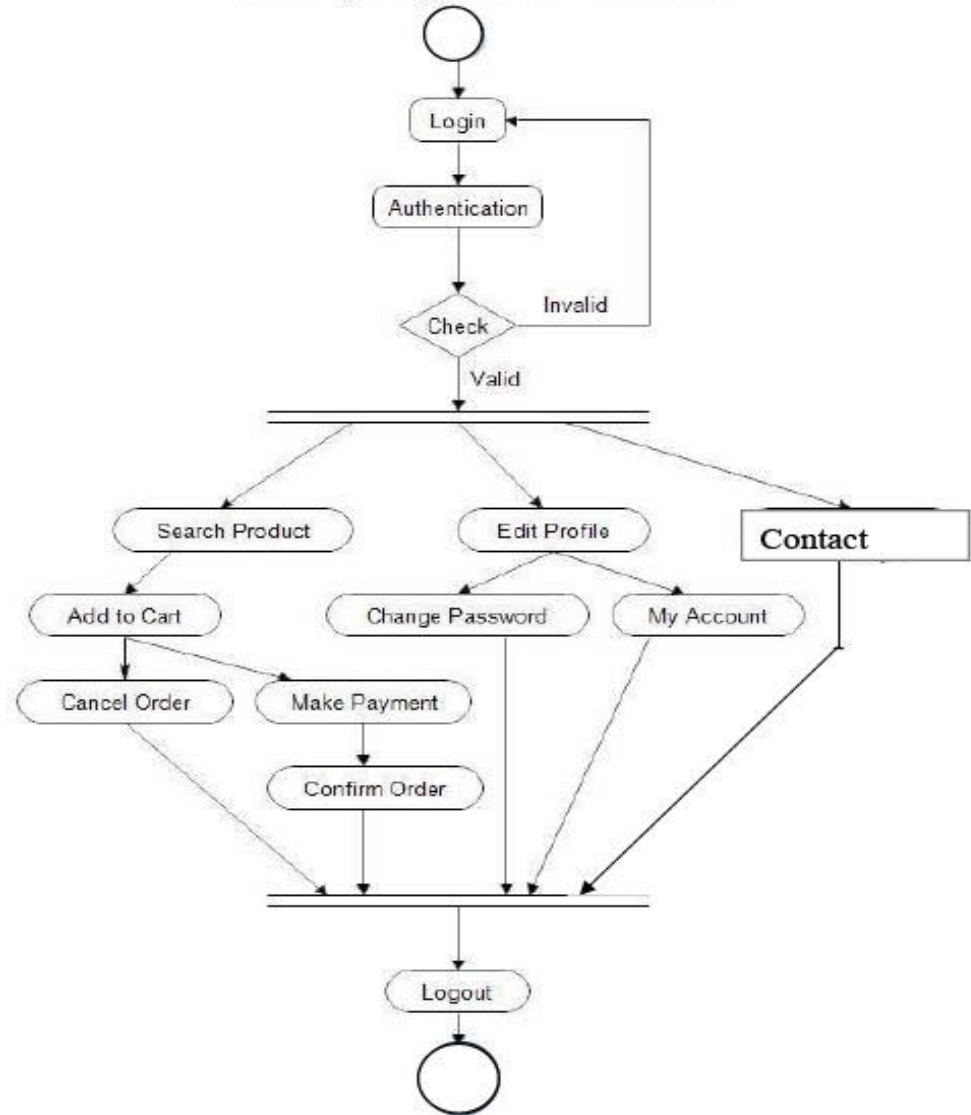 Login
Authentication
Invalid
Check
Valid
Search Product
Edit Profile
Contact
Add to Cart
Change Password
My Account
Cancel Order
Make Payment
Confirm Order
Logout